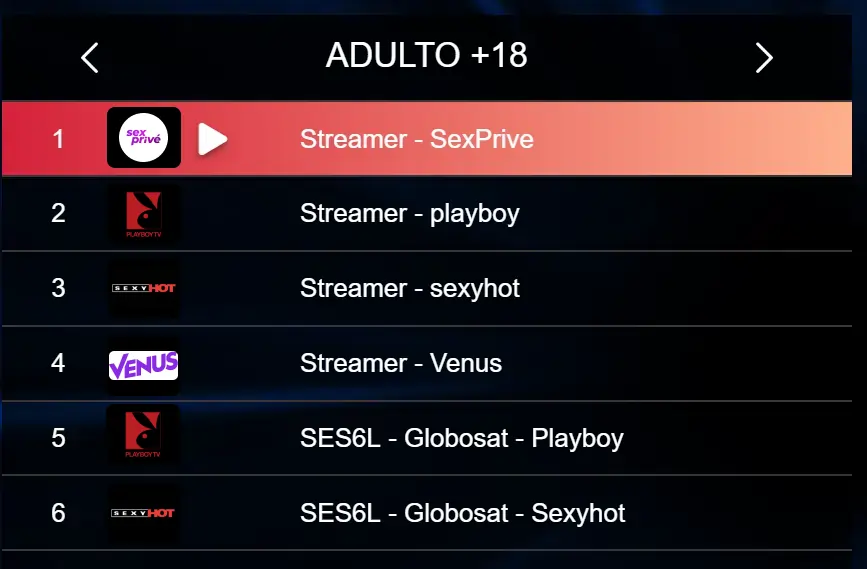 ADULTO +18
1 sex privé Streamer - SexPrive
2 PLAYBOY TV Streamer - playboy
3 SEXYHOT Streamer - sexyhot
4 VENUS Streamer - Venus
5 PLAYBOY TV SES6L - Globosat - Playboy
6 SEXYHOT SES6L - Globosat - Sexyhot